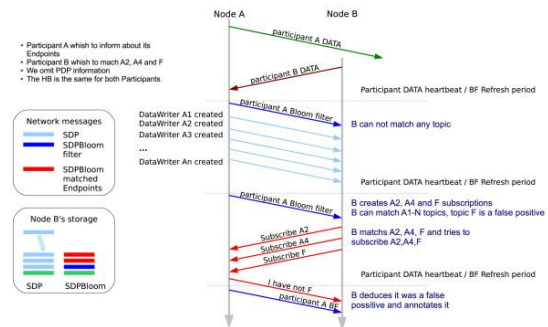 Node A
Node B
• Participant A whish to inform about its
Endpoints
• Participant B whish to mach A2, A4 and F
• We omit PDP information
• The HB is the same for both Participants
participant A DATA
participant B DATA
Participant DATA heartbeat / BF Refresh period
participant A Bloom filter
DataWriter A1 created
DataWriter A2 created
DataWriter A3 created
...
DataWriter An created
B can not match any topic
Participant DATA heartbeat / BF Refresh period
Network messages
SDP
SDPBloom
filter
SDPBloom
matched
Endpoints
participant A Bloom filter
B creates A2, A4 and F subscriptions
B can match A1-N topics, topic F is a false positive
Subscribe A2
Subscribe A4
Subscribe F
B matchs A2, A4, F and tries to
subscribe A2,A4,F
Participant DATA heartbeat / BF Refresh period
Node B's storage
SDP
SDPBloom
I have not F
participant A BF
B deduces it was a false
possitive and annotates it